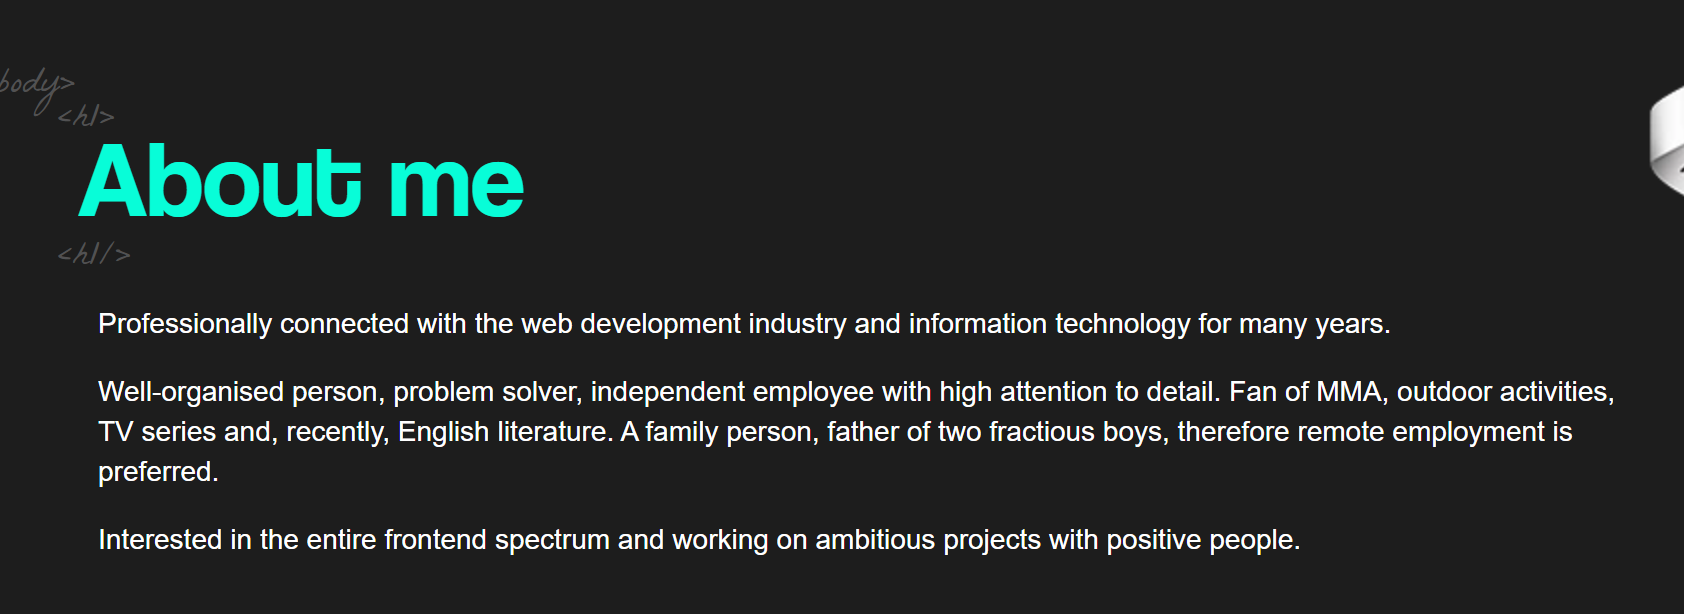 body>
<h1>
About me
<h1/>
Professionally connected with the web development industry and information technology for many years.
Well-organised person, problem solver, independent employee with high attention to detail. Fan of MMA, outdoor activities,
TV series and, recently, English literature. A family person, father of two fractious boys, therefore remote employment is
preferred.
Interested in the entire frontend spectrum and working on ambitious projects with positive people.